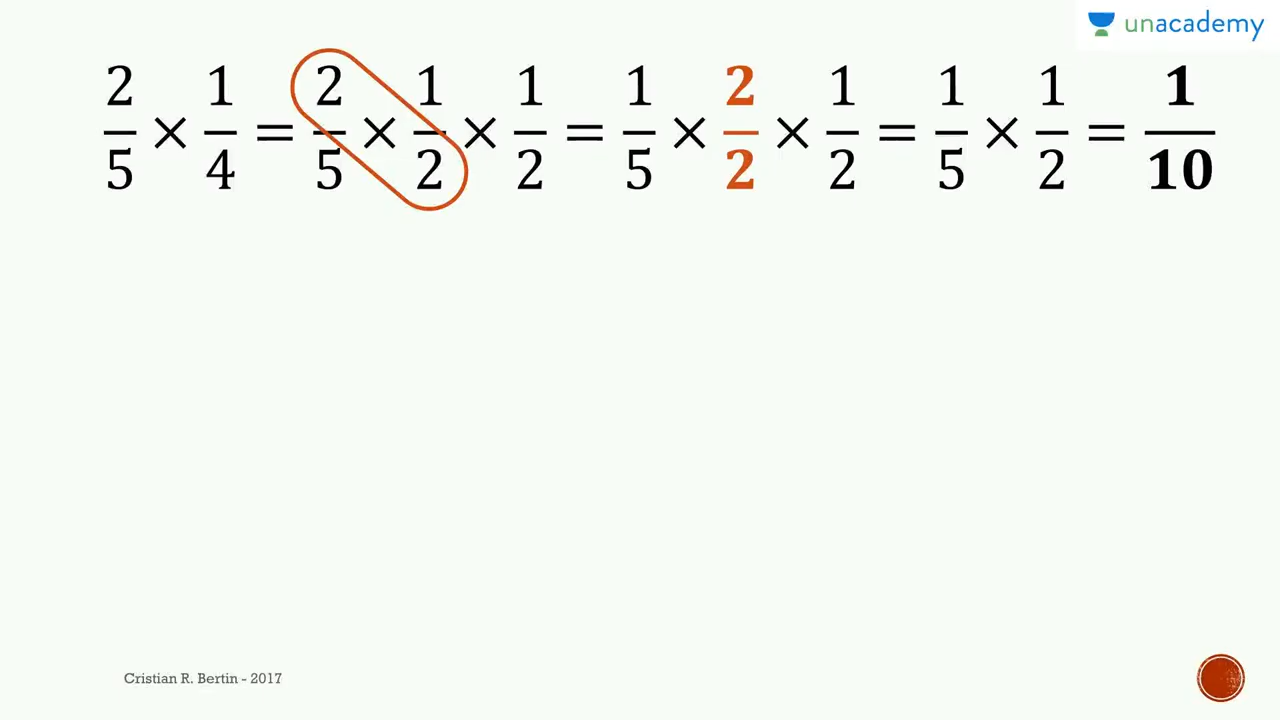 unacademy
2/5 × 1/4 = 2/5 × 1/2 × 1/2 = 1/5 × 2/2 × 1/2 = 1/5 × 1/2 = 1/10
Cristian R. Bertin - 2017